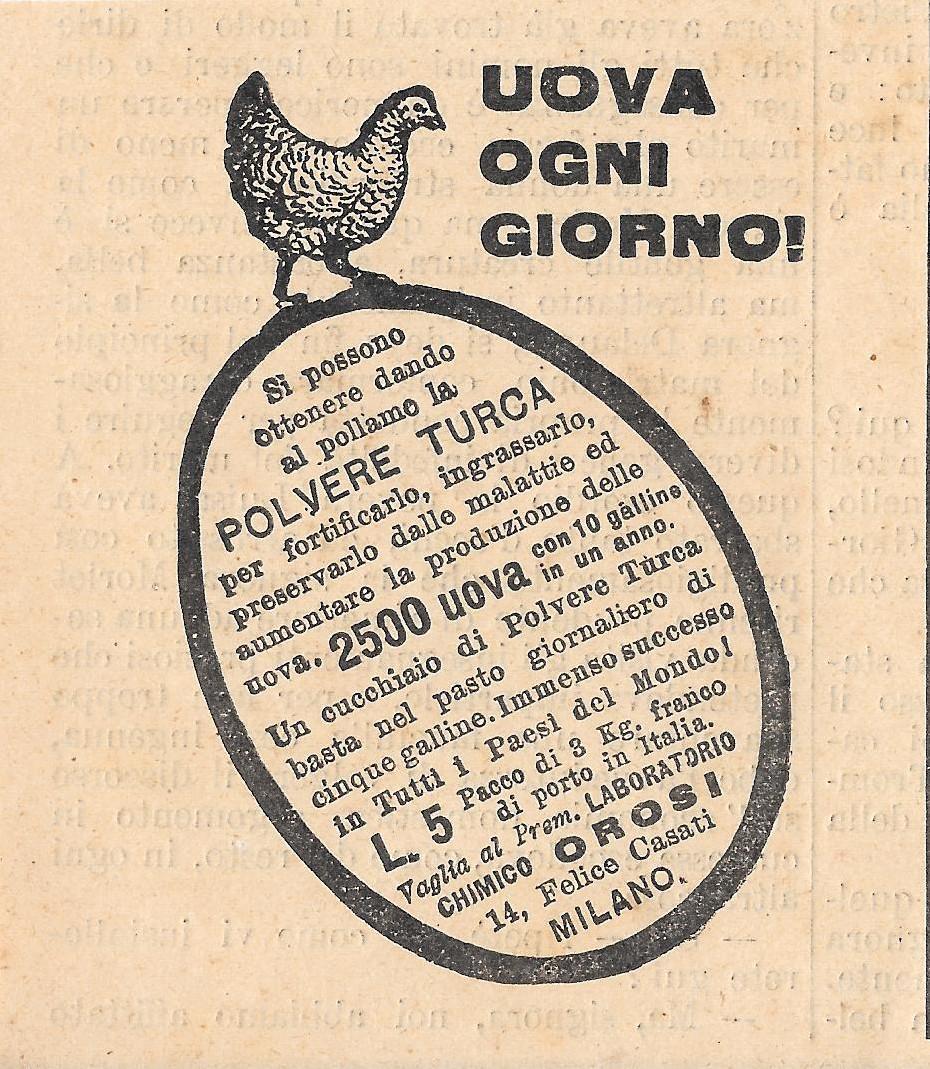 UOVA
OGNI
GIORNO!
Si possono
ottenere dando
al pollame la
POLVERE TURCA
per fortificarlo, ingrassarlo,
preservarlo dalle malattie ed
aumentare la produzione delle
uova. 2500 uova con 10 galline
in un anno.
Un cucchiaio di Polvere Turca
basta nel pasto giornaliero di
cinque galline. Immenso successo
in Tutti i Paesi del Mondo!
L. 5 Pacco di 3 Kg. franco
di porto in Italia.
Vaglia al Prem. LABORATORIO
CHIMICO OROSI
14, Felice Casati
MILANO.